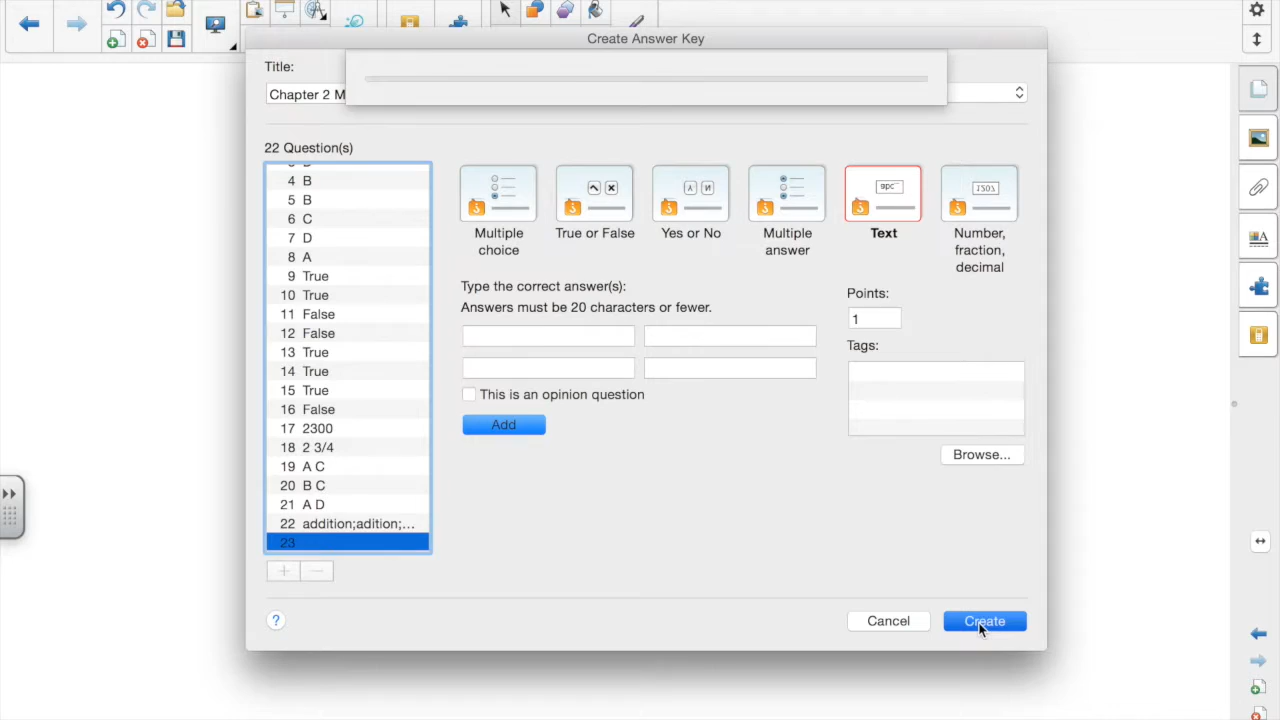 Create Answer Key
Title:
Chapter 2 M
22 Question(s)
4 B
5 B
6 C
7 D
8 A
9 True
10 True
11 False
12 False
13 True
14 True
15 True
16 False
17 2300
18 2 3/4
19 A C
20 B C
21 A D
22 addition;adition;...
23
Multiple choice
True or False
Yes or No
Multiple answer
Text
Number, fraction, decimal
Type the correct answer(s):
Answers must be 20 characters or fewer.
This is an opinion question
Add
Points:
1
Tags:
Browse...
?
Cancel
Create